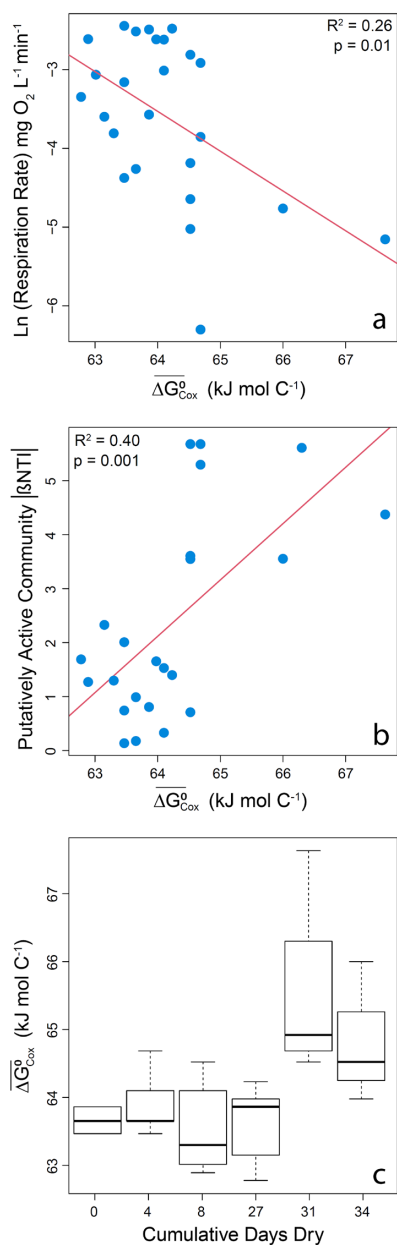 R² = 0.26
p = 0.01
Ln (Respiration Rate) mg O₂ L⁻¹ min⁻¹
-3
-4
-5
-6
a
63 64 65 66 67
ΔG⁰Cox (kJ mol C⁻¹)
R² = 0.40
p = 0.001
Putatively Active Community |ßNTI|
5
4
3
2
1
0
b
63 64 65 66 67
ΔG⁰Cox (kJ mol C⁻¹)
ΔG⁰Cox (kJ mol C⁻¹)
67
66
65
64
63
c
0 4 8 27 31 34
Cumulative Days Dry